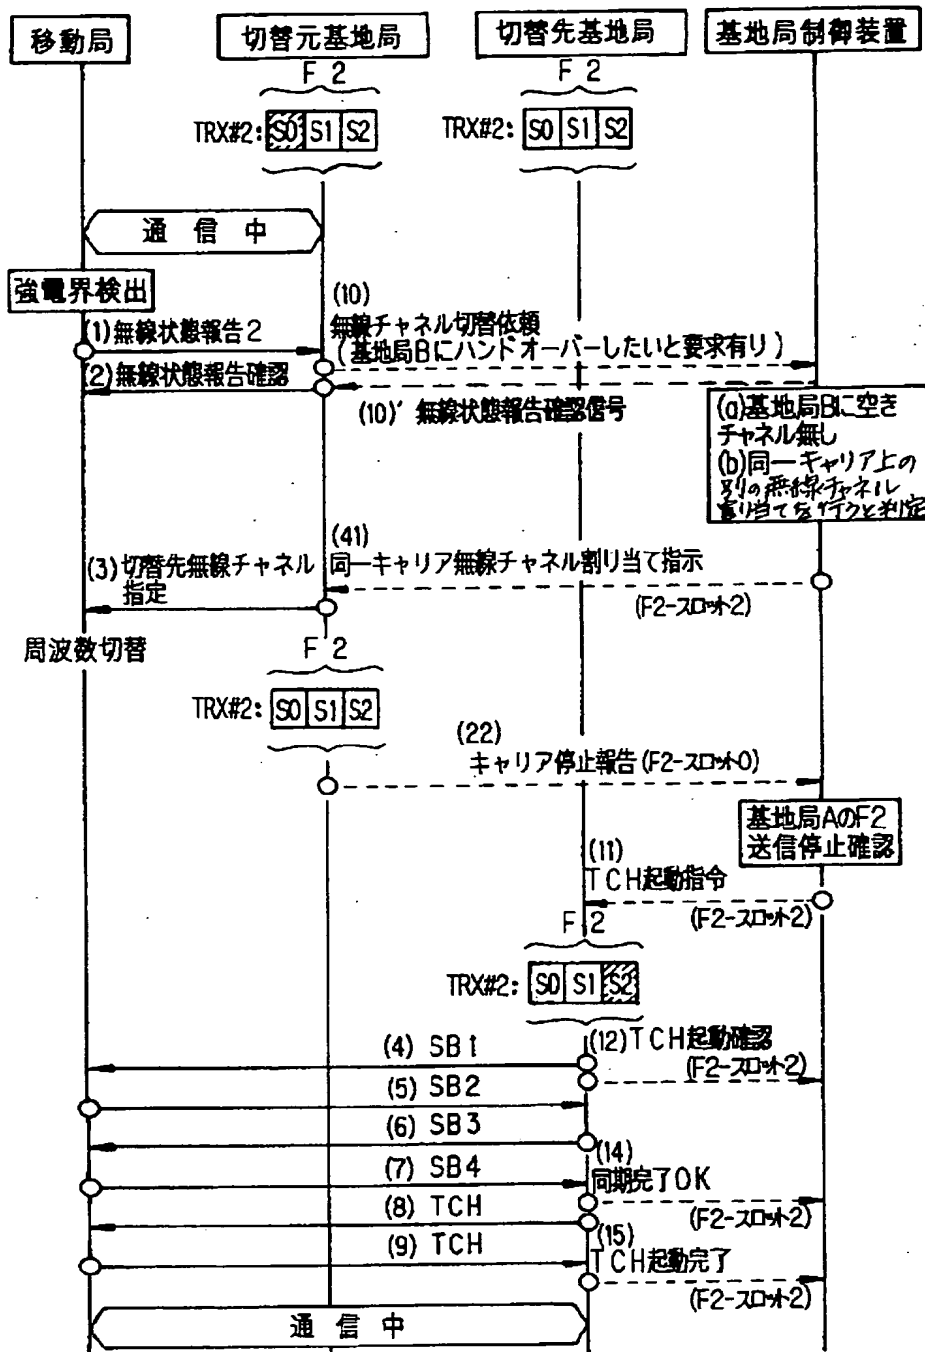 移動局
切替元基地局
切替先基地局
基地局制御装置
F2
F2
TRX#2: S0 S1 S2
TRX#2: S0 S1 S2
通信中
強電界検出
(10)
(1)無線状態報告2
無線チャネル切替依頼
(基地局Bにハンドオーバーしたいと要求有り)
(2)無線状態報告確認
(10)′無線状態報告確認信号
(a)基地局Bに空き
チャネル無し
(b)同一キャリア上の
別の無線チャネル
割り当てを行うと判定
(41)
(3)切替先無線チャネル
指定
同一キャリア無線チャネル割り当て指示
(F2-スロット2)
周波数切替
F2
TRX#2: S0 S1 S2
(22)
キャリア停止報告(F2-スロット0)
基地局AのF2
送信停止確認
(11)
TCH起動指令
(F2-スロット2)
F2
TRX#2: S0 S1 S2
(4) SB1
(12)TCH起動確認
(F2-スロット2)
(5) SB2
(6) SB3
(14)
(7) SB4
同期完了OK
(8) TCH
(F2-スロット2)
(15)
(9) TCH
TCH起動完了
(F2-スロット2)
通信中